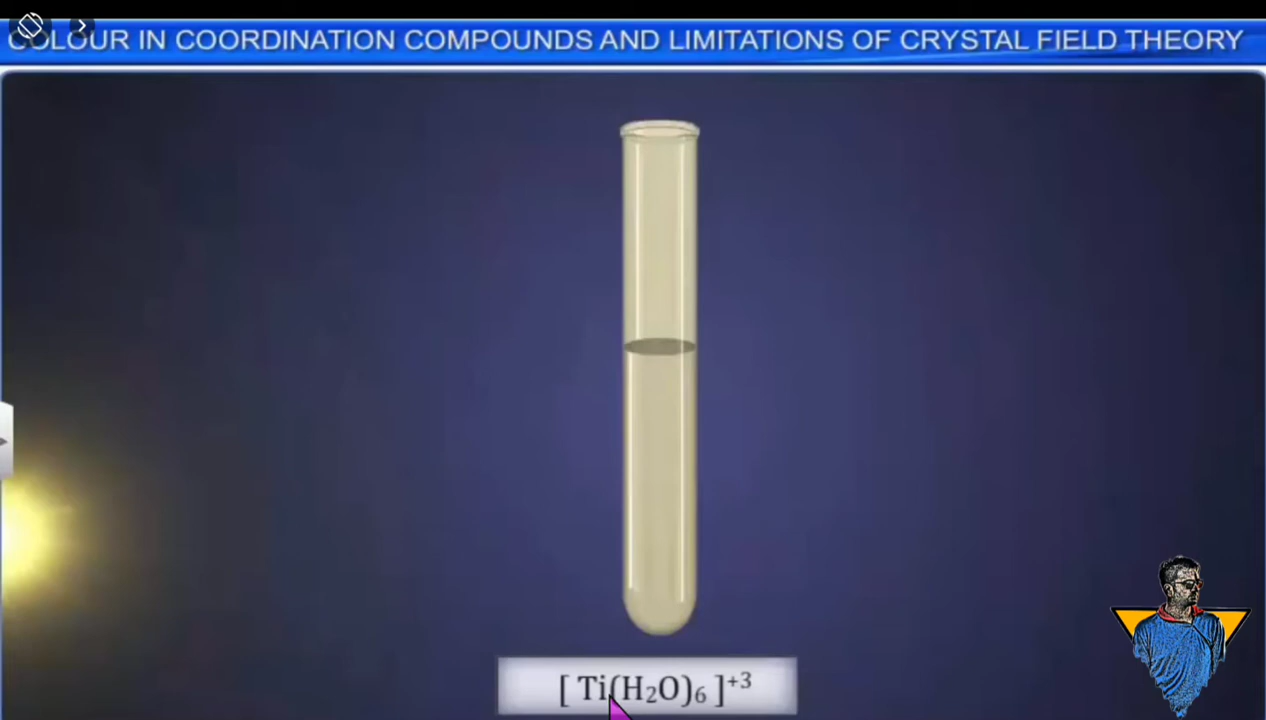 COLOUR IN COORDINATION COMPOUNDS AND LIMITATIONS OF CRYSTAL FIELD THEORY
[ Ti(H₂O)₆ ]⁺³